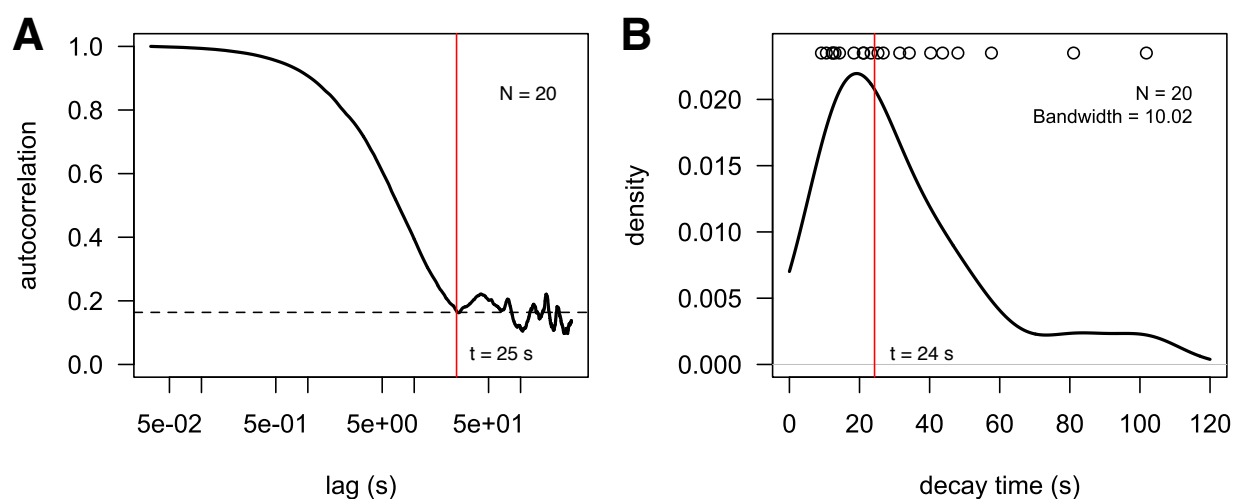 A
autocorrelation
1.0
0.8
0.6
0.4
0.2
0.0
N = 20
t = 25 s
5e-02 5e-01 5e+00 5e+01
lag (s)
B
density
0.020
0.015
0.010
0.005
0.000
N = 20
Bandwidth = 10.02
t = 24 s
0 20 40 60 80 100 120
decay time (s)